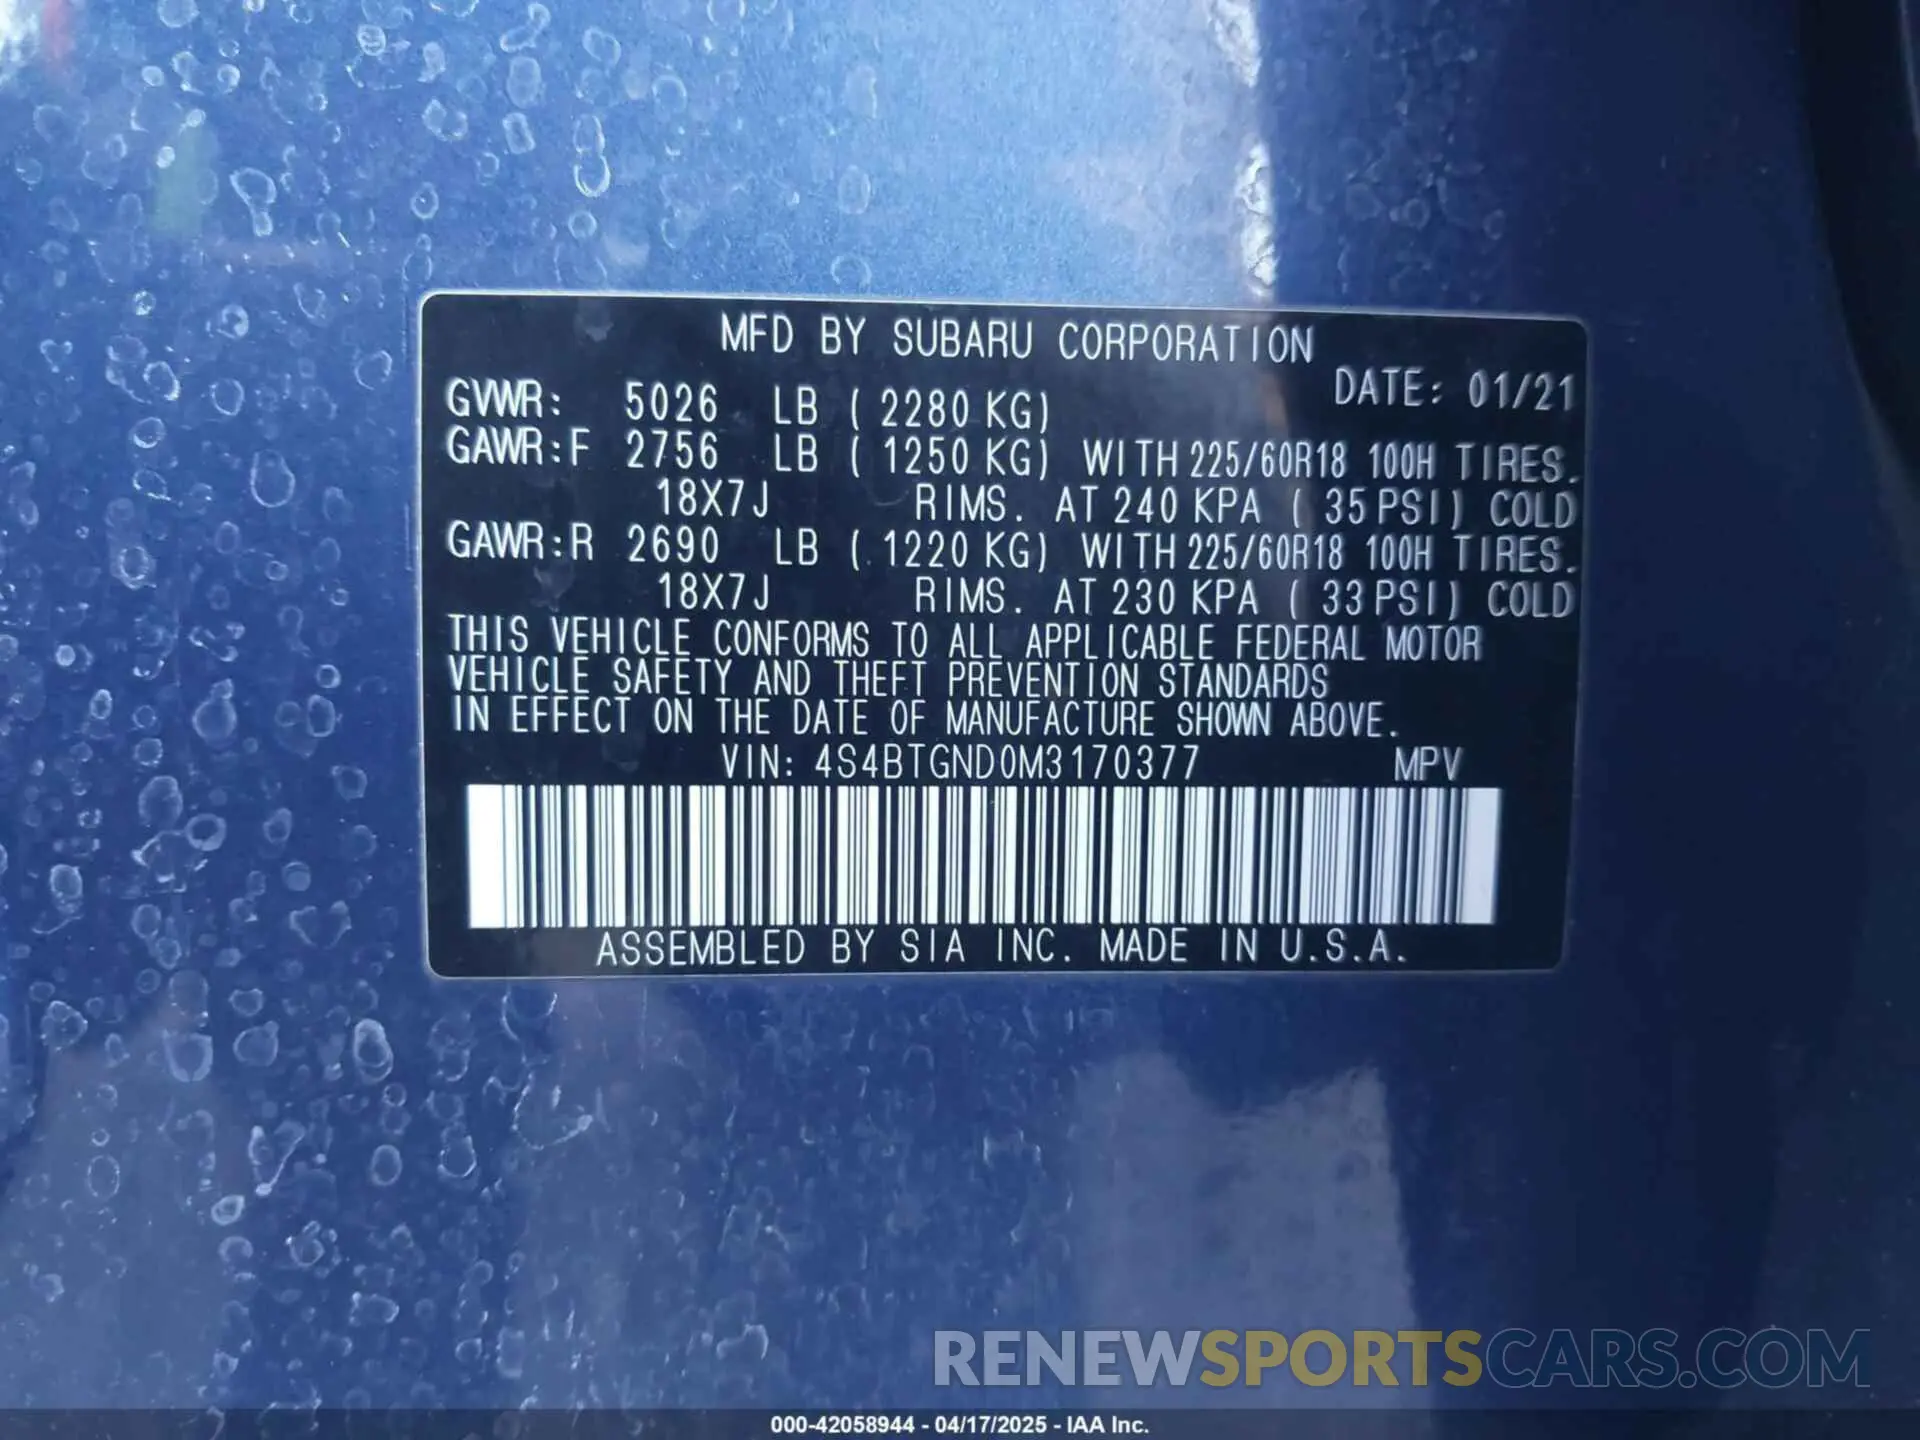 MFD BY SUBARU CORPORATION
DATE: 01/21
GVWR: 5026 LB ( 2280 KG)
GAWR:F 2756 LB ( 1250 KG) WITH 225/60R18 100H TIRES.
18X7J RIMS. AT 240 KPA ( 35 PSI) COLD
GAWR:R 2690 LB ( 1220 KG) WITH 225/60R18 100H TIRES.
18X7J RIMS. AT 230 KPA ( 33 PSI) COLD
THIS VEHICLE CONFORMS TO ALL APPLICABLE FEDERAL MOTOR
VEHICLE SAFETY AND THEFT PREVENTION STANDARDS
IN EFFECT ON THE DATE OF MANUFACTURE SHOWN ABOVE.
VIN: 4S4BTGND0M3170377 MPV
ASSEMBLED BY SIA INC. MADE IN U.S.A.
RENEWSPORTSCARS.COM
000-42058944 - 04/17/2025 - IAA Inc.